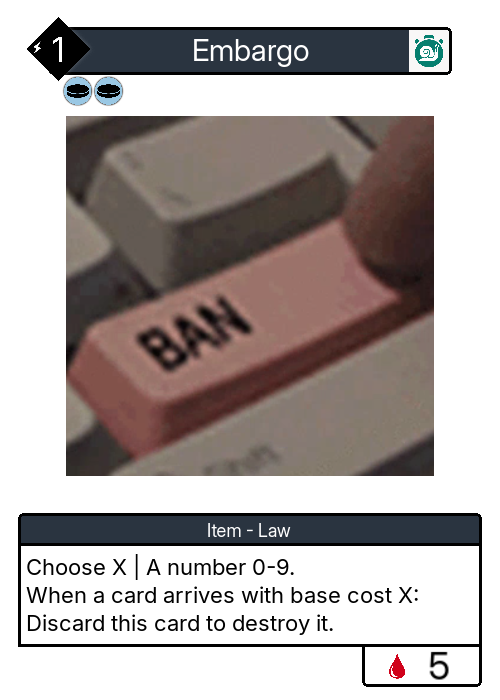 1
Embargo
BAN
Shift
Item - Law
Choose X | A number 0-9.
When a card arrives with base cost X:
Discard this card to destroy it.
5